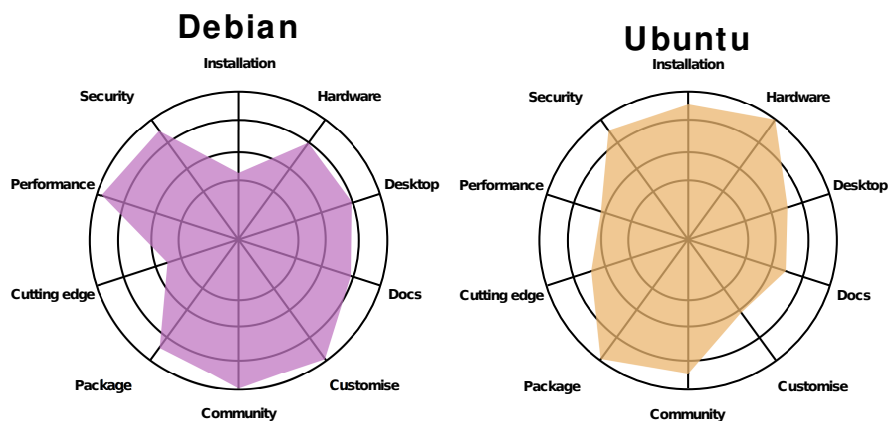 Debian
Installation
Hardware
Desktop
Docs
Customise
Community
Package
Cutting edge
Performance
Security
Ubuntu
Installation
Hardware
Desktop
Docs
Customise
Community
Package
Cutting edge
Performance
Security